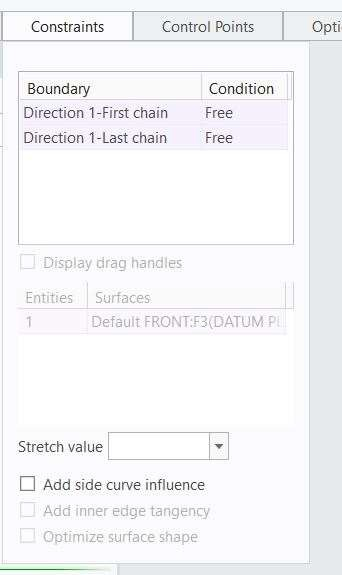 Constraints Control Points Opti
Boundary Condition
Direction 1-First chain Free
Direction 1-Last chain Free
Display drag handles
Entities Surfaces
1 Default FRONT:F3(DATUM PL
Stretch value
Add side curve influence
Add inner edge tangency
Optimize surface shape